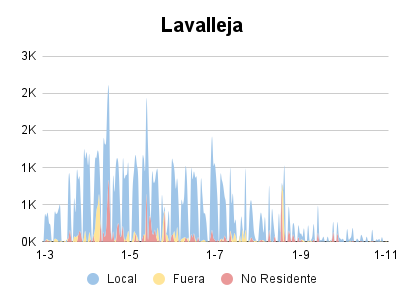 Lavalleja
3K
2K
2K
1K
1K
0K
1-3 1-5 1-7 1-9 1-11
Local Fuera No Residente